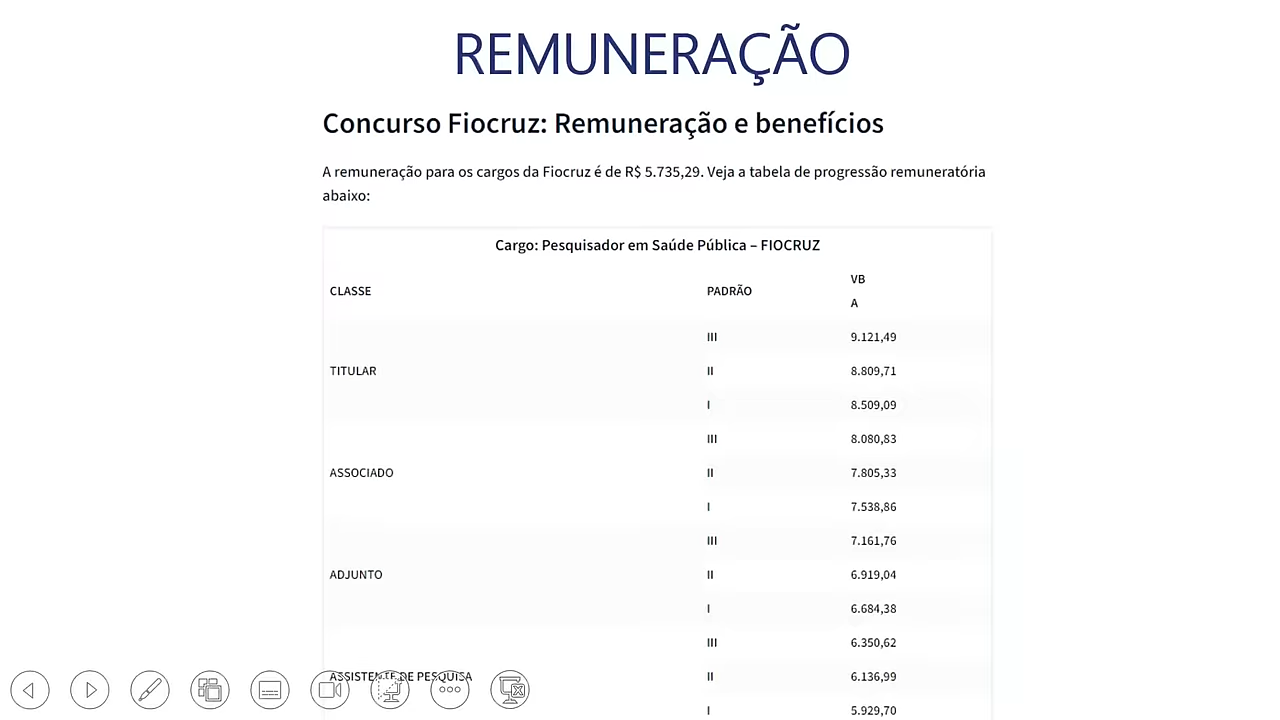 REMUNERAÇÃO
Concurso Fiocruz: Remuneração e benefícios
A remuneração para os cargos da Fiocruz é de R$ 5.735,29. Veja a tabela de progressão remuneratória
abaixo:
Cargo: Pesquisador em Saúde Pública – FIOCRUZ
CLASSE PADRÃO VB A
III 9.121,49
TITULAR II 8.809,71
I 8.509,09
III 8.080,83
ASSOCIADO II 7.805,33
I 7.538,86
III 7.161,76
ADJUNTO II 6.919,04
I 6.684,38
III 6.350,62
ASSISTENTE DE PESQUISA II 6.136,99
I 5.929,70